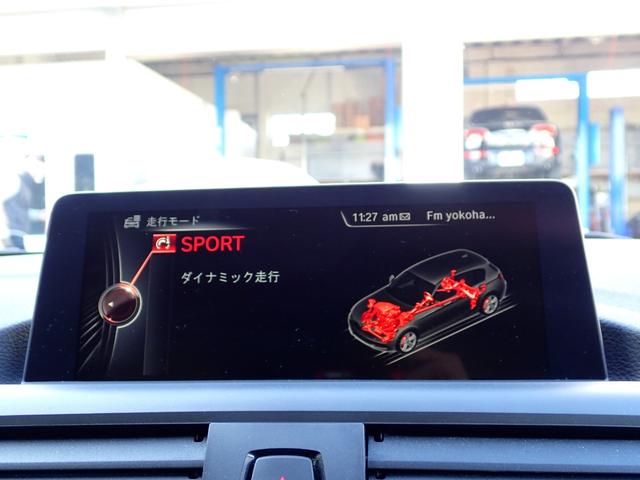 走行モード
11:27 am
Fm yokoha...
SPORT
ダイナミック走行